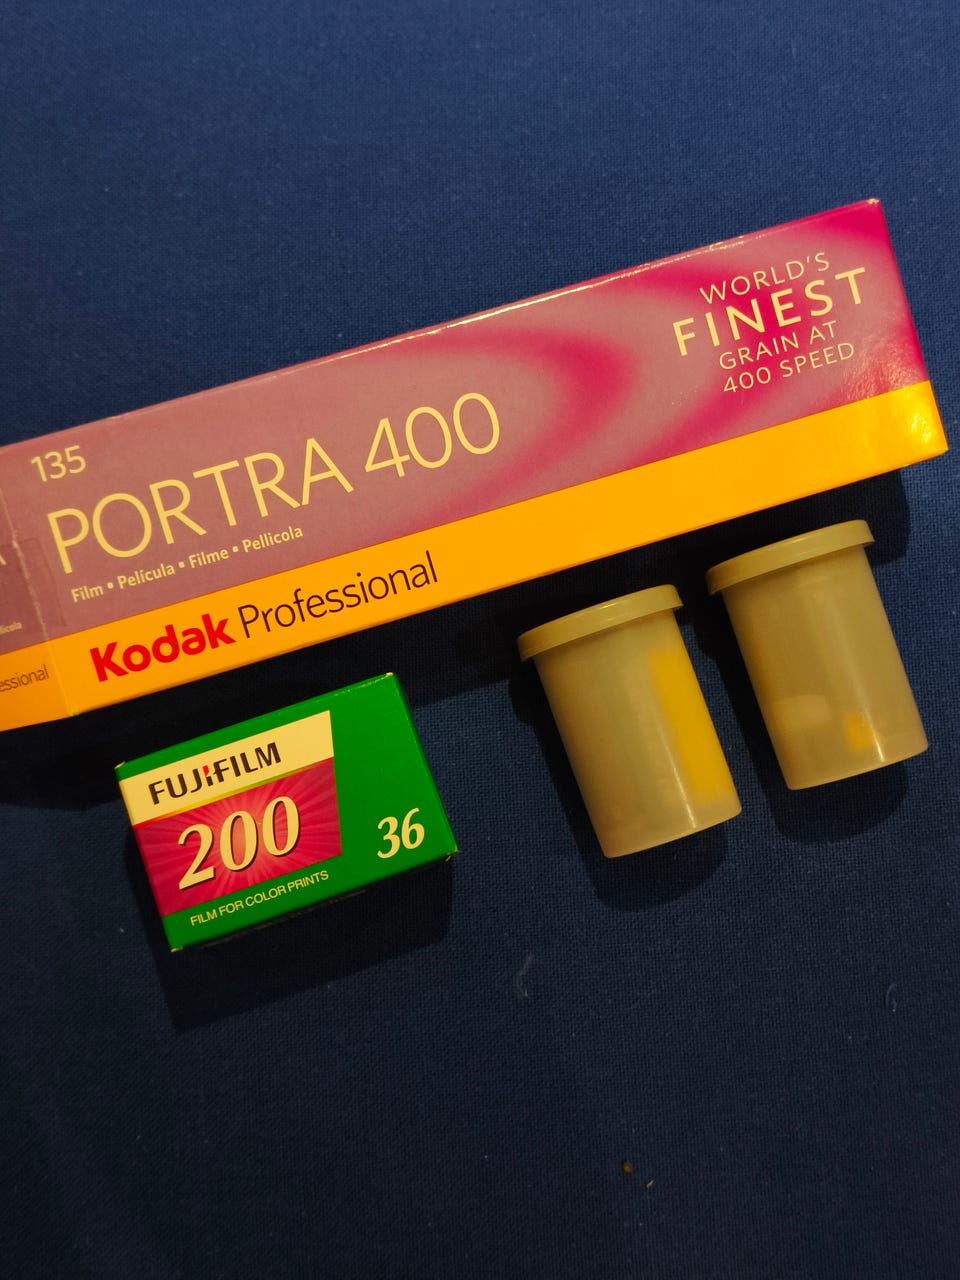 135
PORTRA 400
Film • Película • Filme • Pellicola
Kodak Professional
WORLD'S
FINEST
GRAIN AT
400 SPEED
FUJIFILM
200
36
FILM FOR COLOR PRINTS